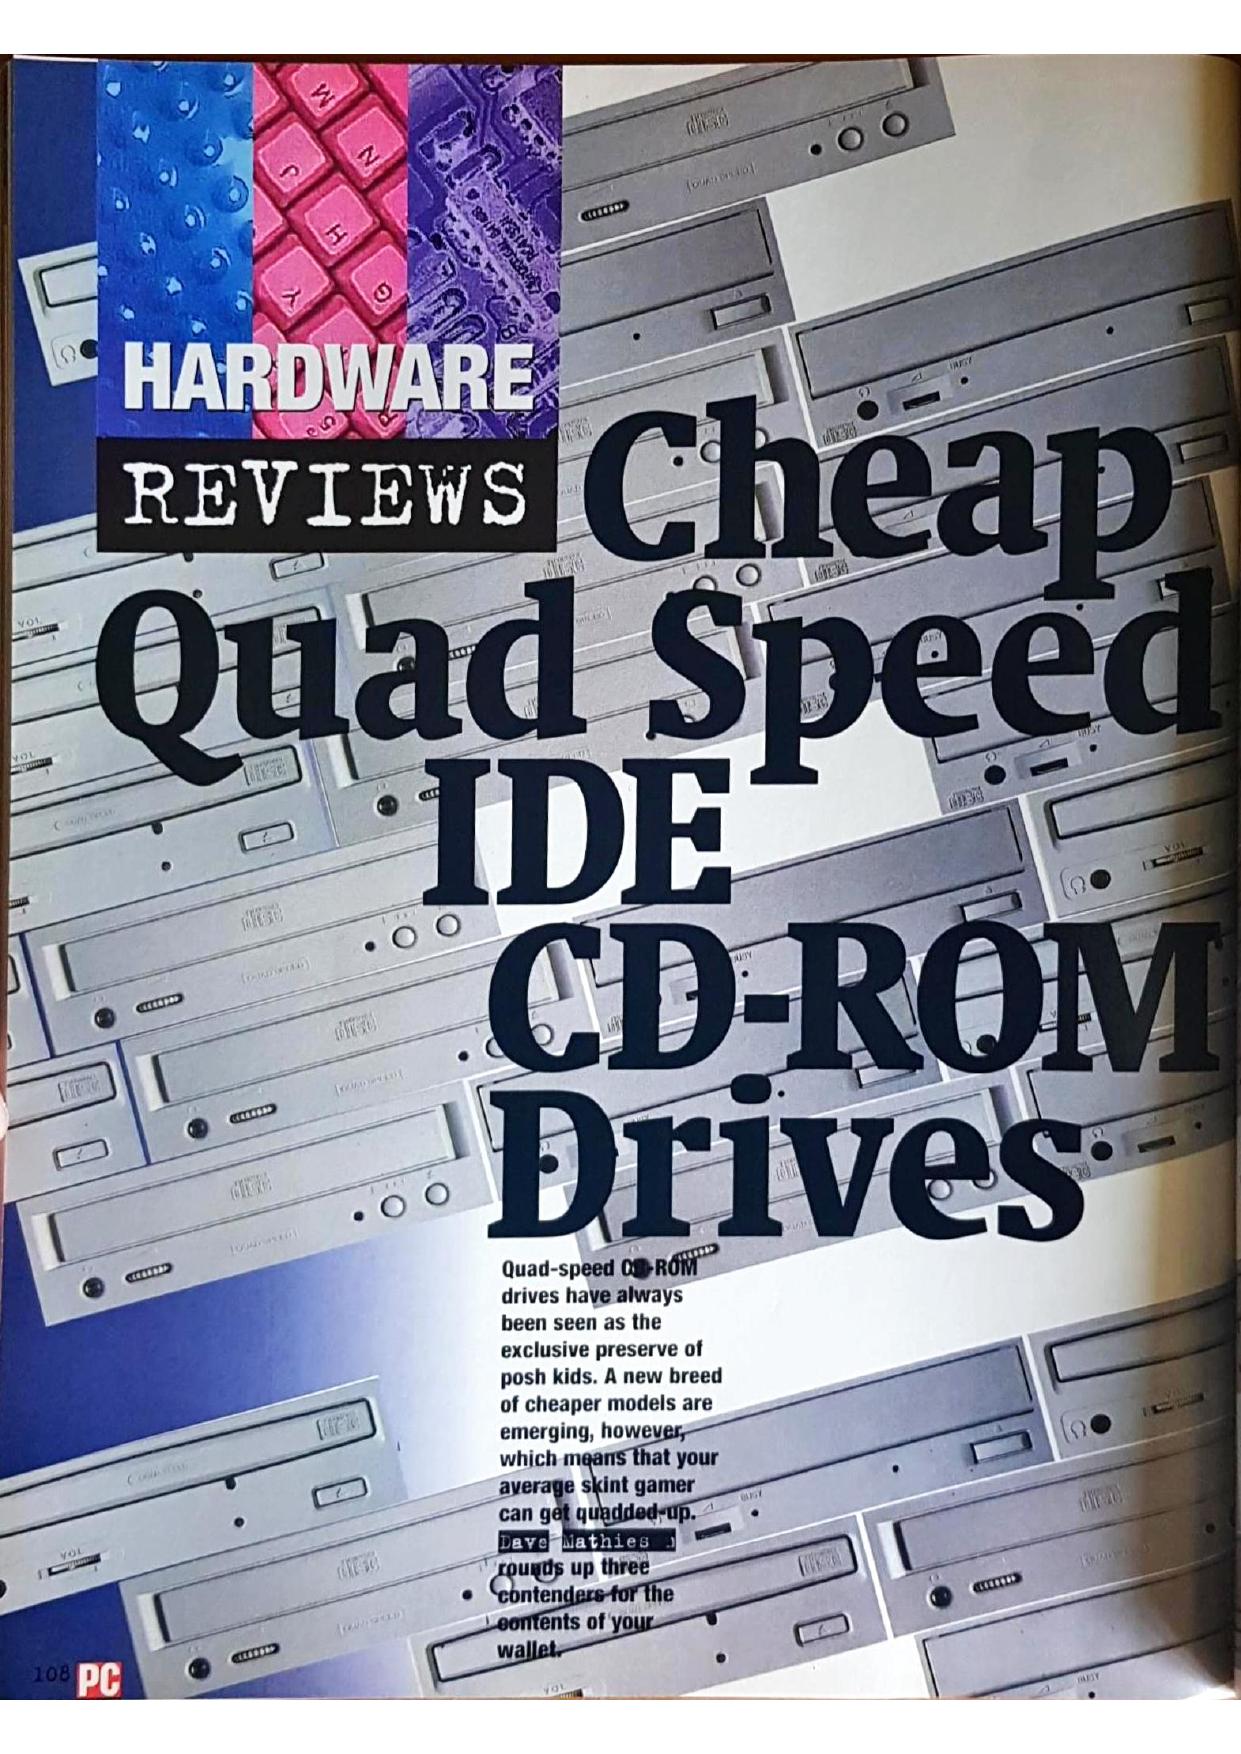 HARDWARE
REVIEWS
Cheap
Quad Speed
IDE
CD-ROM
Drives
Quad-speed CD-ROM
drives have always
been seen as the
exclusive preserve of
posh kids. A new breed
of cheaper models are
emerging, however,
which means that your
average skint gamer
can get quadded-up.
Dave Mathies
rounds up three
contenders for the
contents of your
wallet.
108 PC